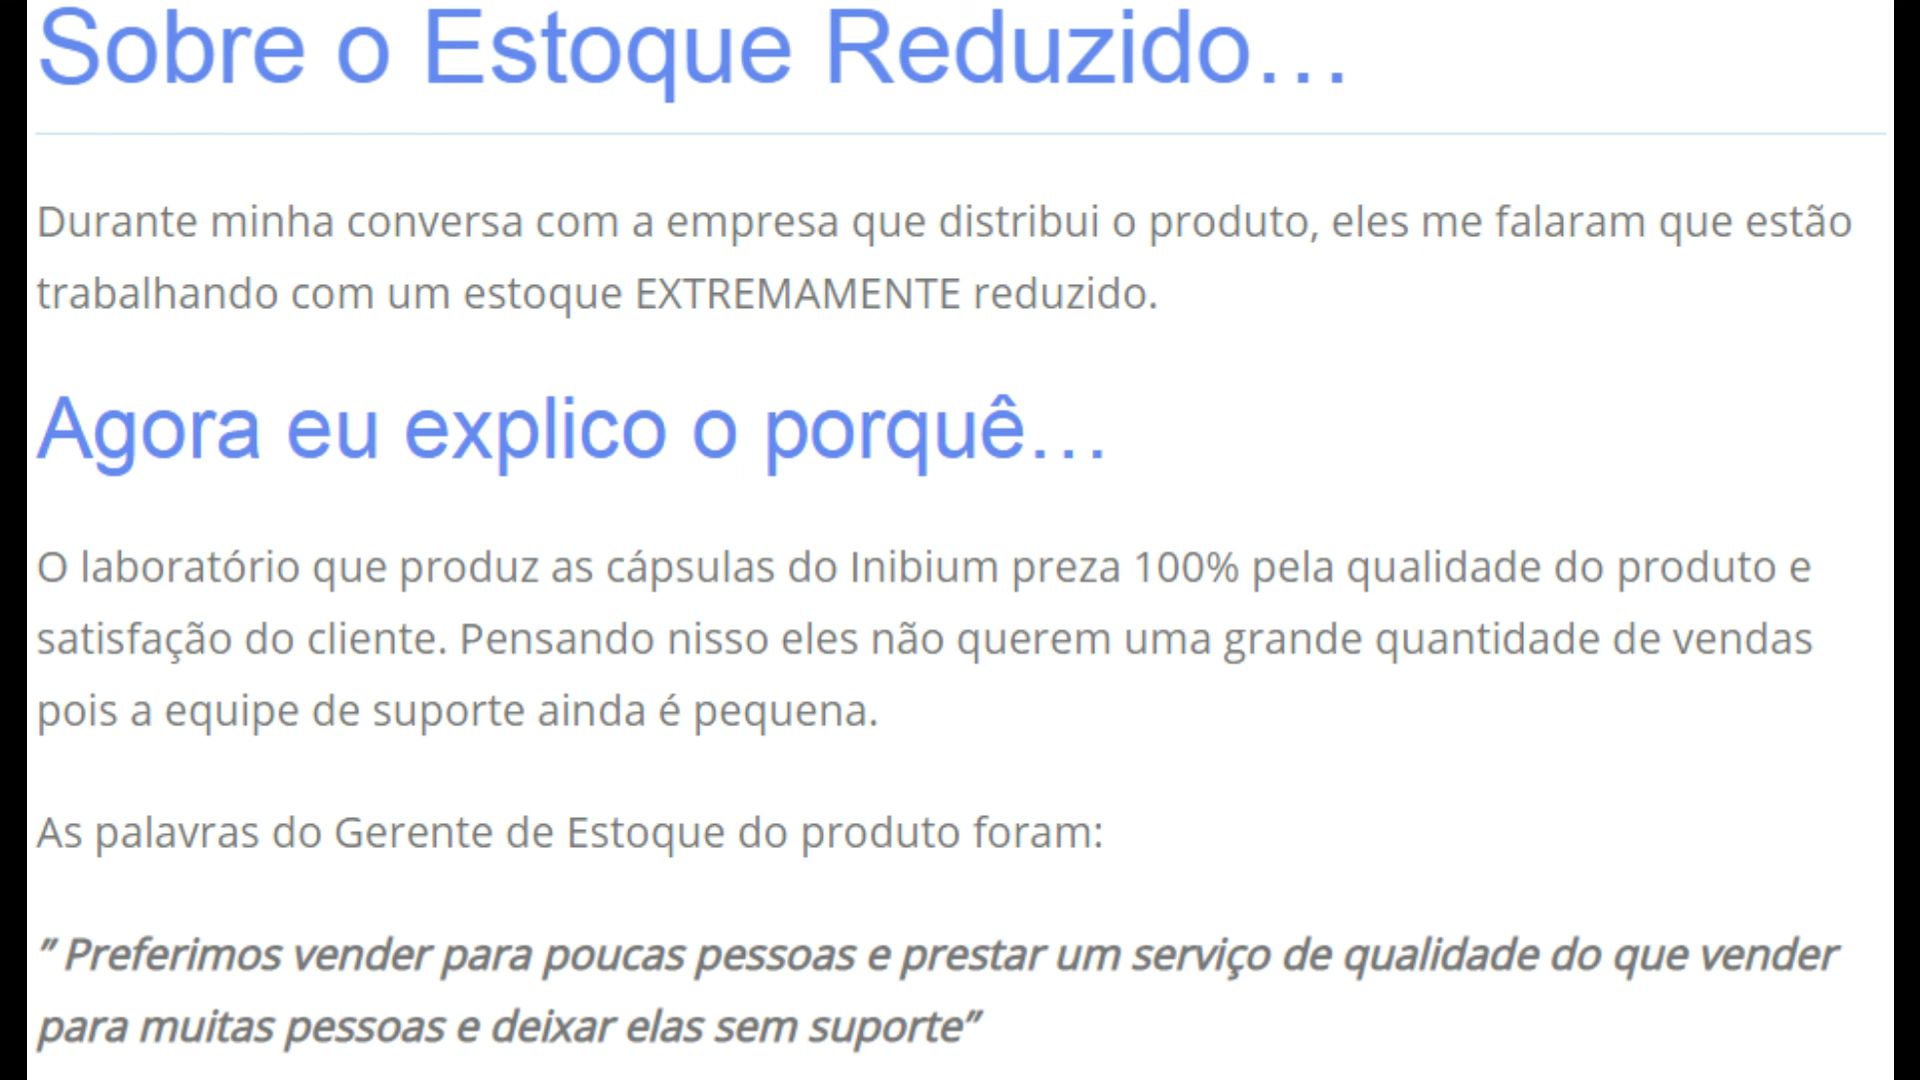 Sobre o Estoque Reduzido...
Durante minha conversa com a empresa que distribui o produto, eles me falaram que estão
trabalhando com um estoque EXTREMAMENTE reduzido.
Agora eu explico o porquê...
O laboratório que produz as cápsulas do Inibium preza 100% pela qualidade do produto e
satisfação do cliente. Pensando nisso eles não querem uma grande quantidade de vendas
pois a equipe de suporte ainda é pequena.
As palavras do Gerente de Estoque do produto foram:
” Preferimos vender para poucas pessoas e prestar um serviço de qualidade do que vender
para muitas pessoas e deixar elas sem suporte”